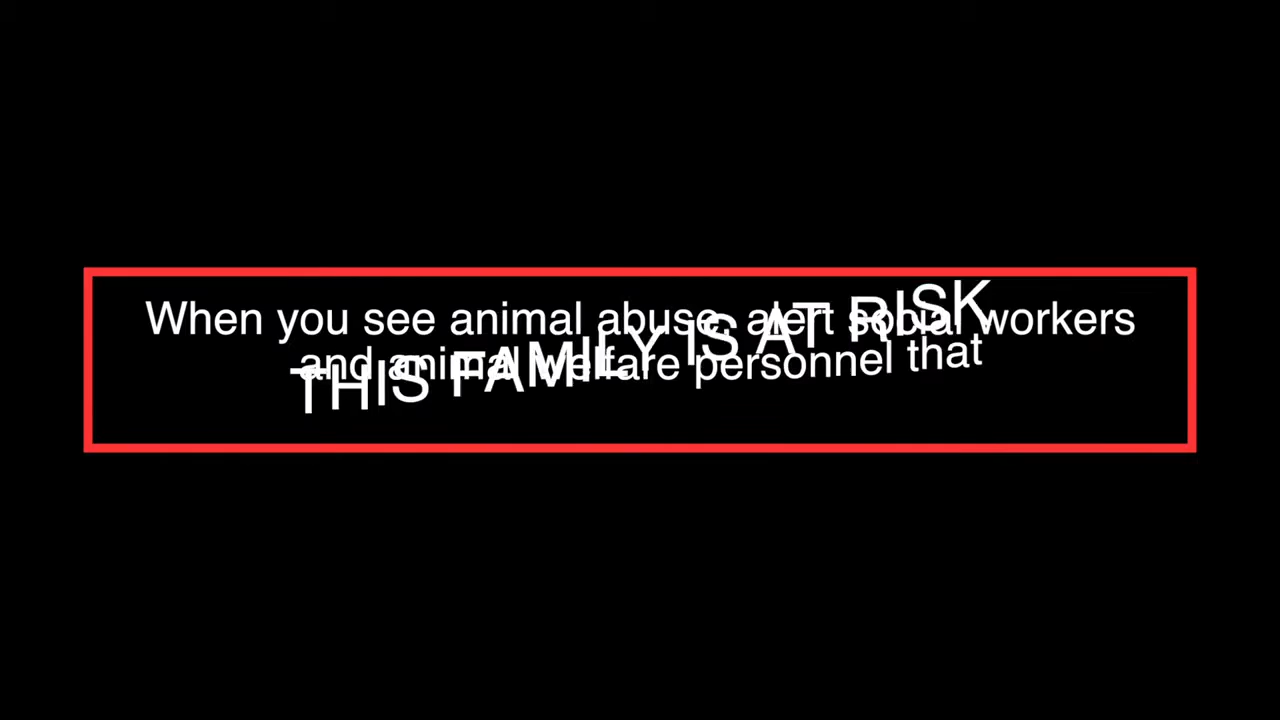 When you see animal abuse, alert social workers
and animal welfare personnel that
THIS FAMILY IS AT RISK